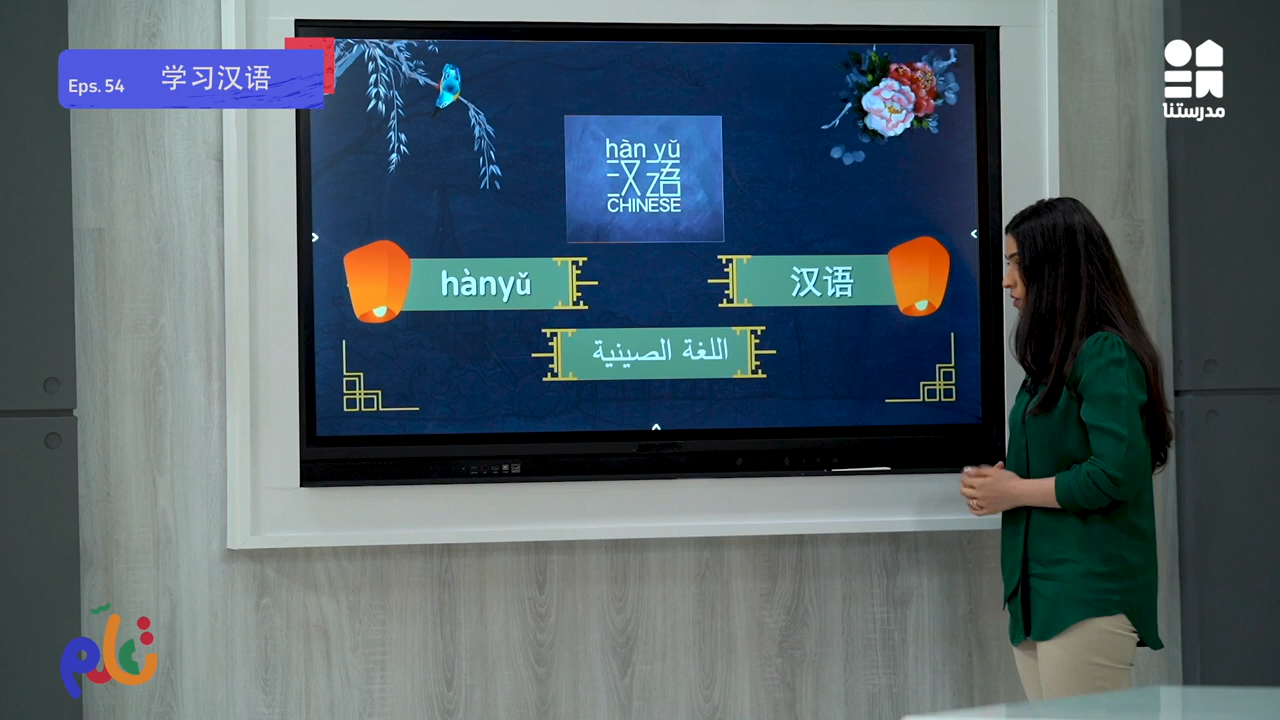 Eps. 54 学习汉语
مدرستنا
hàn yǔ
汉语
CHINESE
hànyǔ
汉语
اللغة الصينية